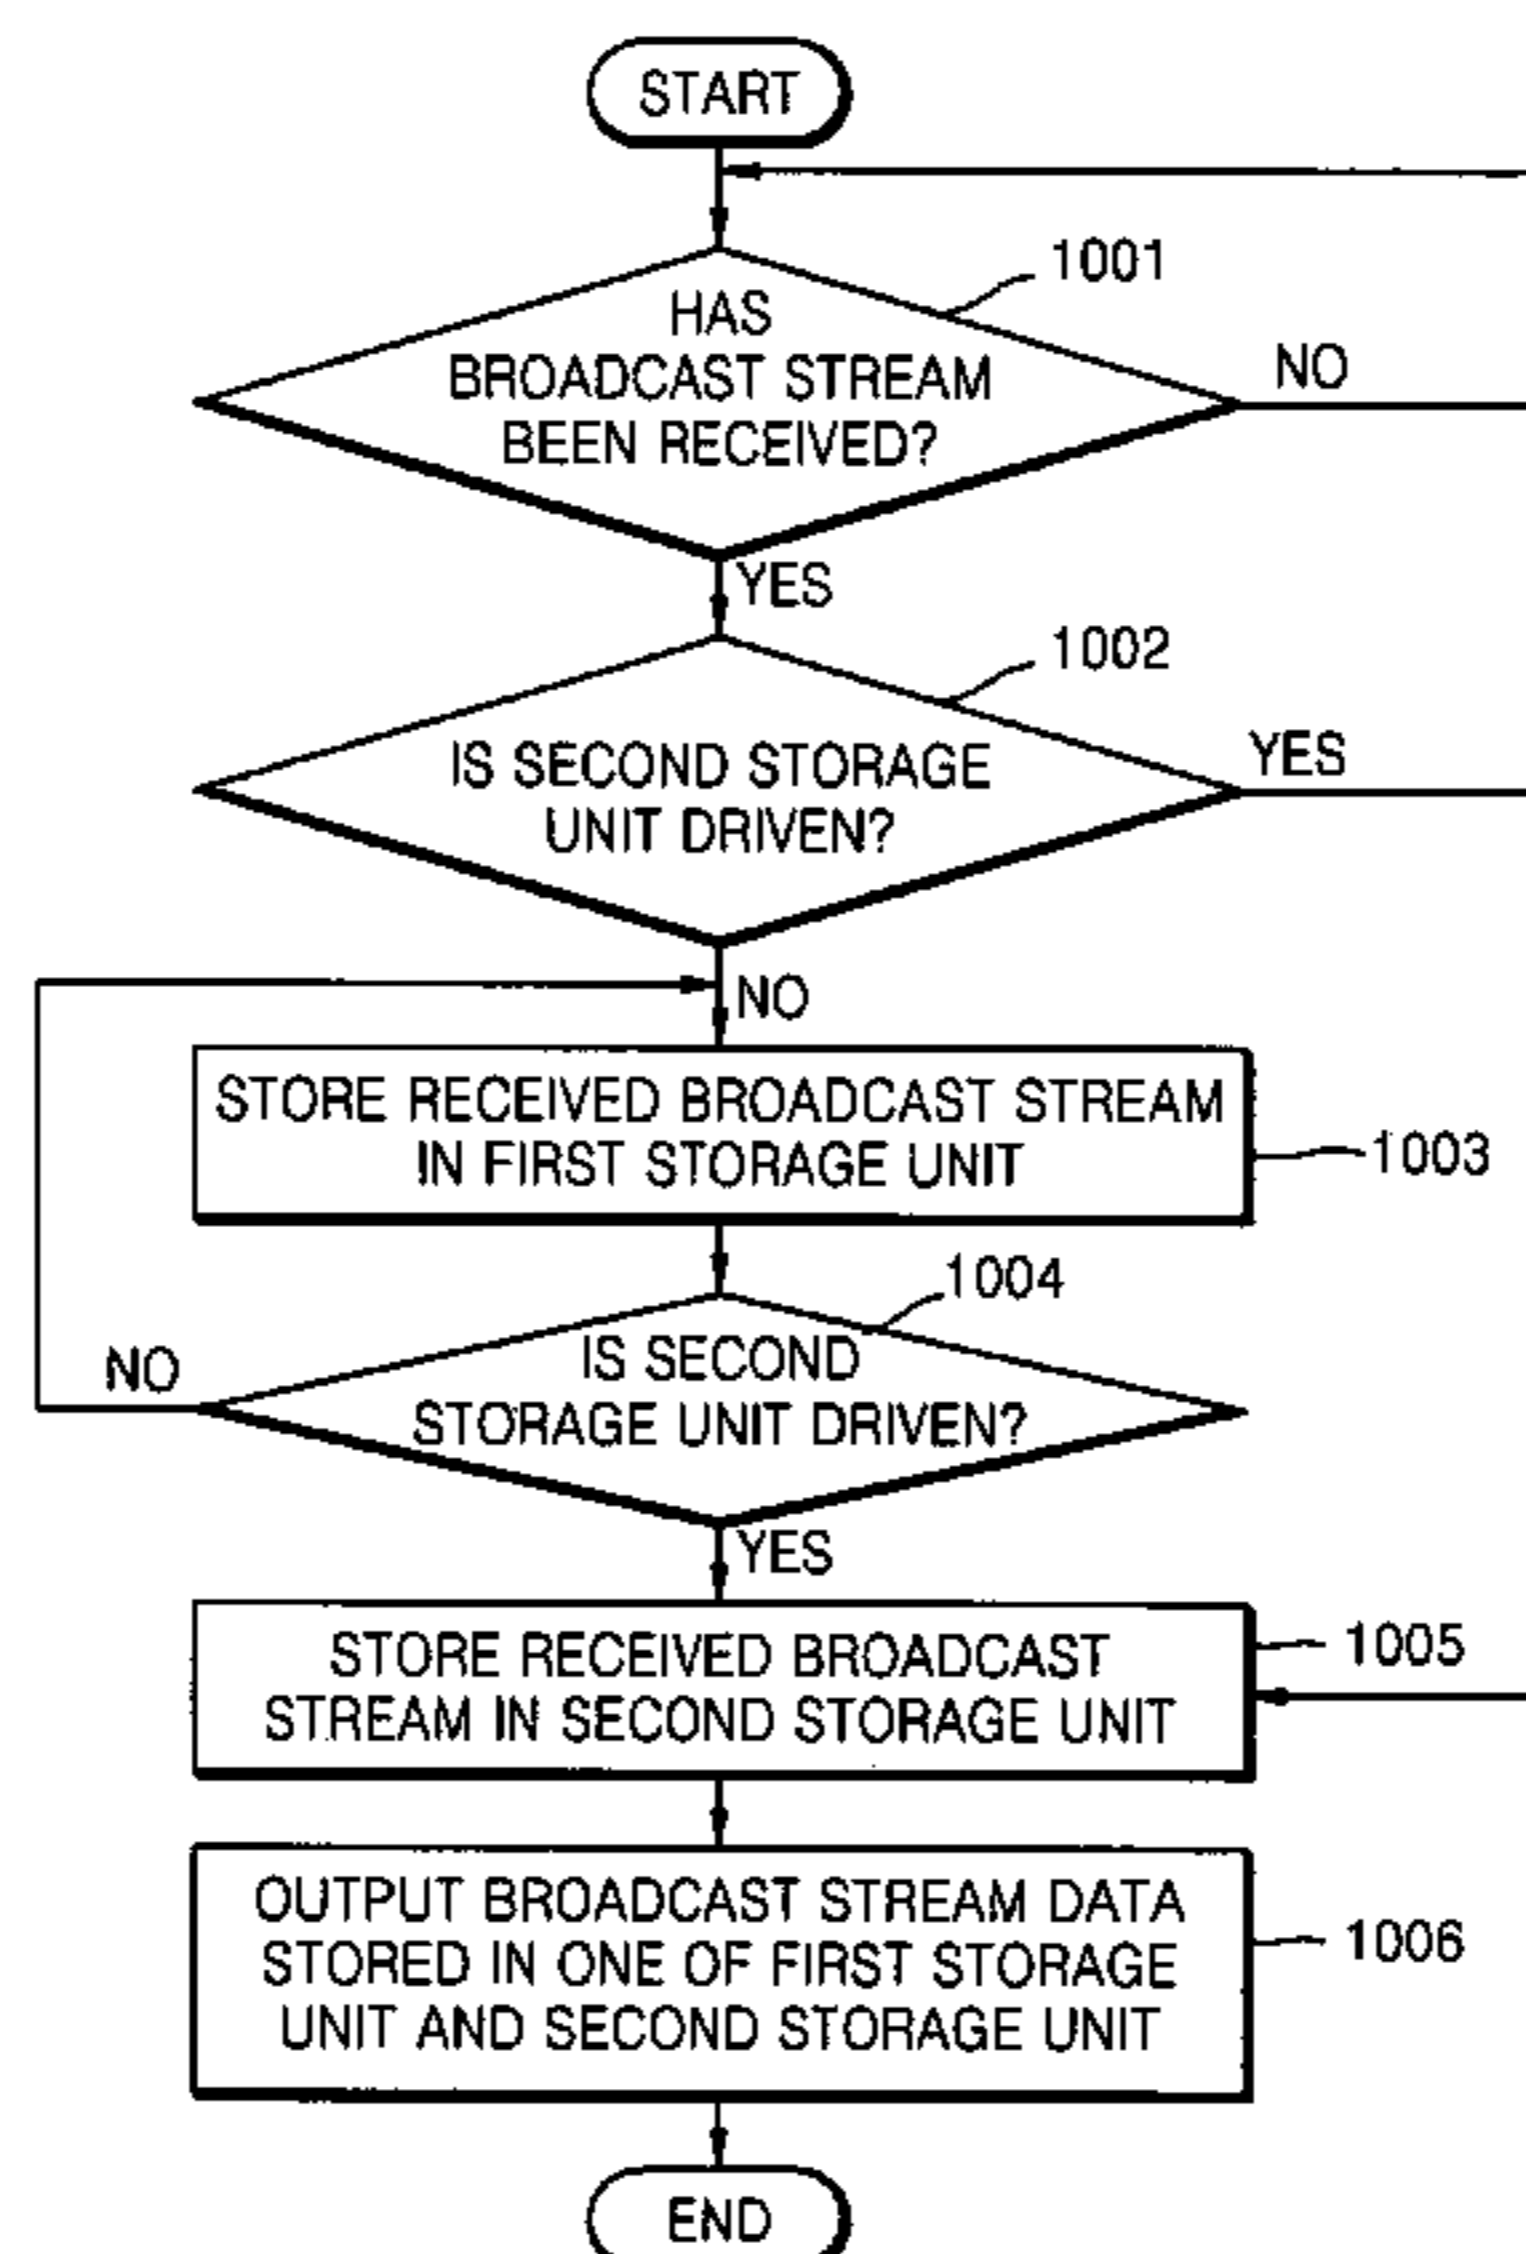 START
1001
HAS
BROADCAST STREAM
BEEN RECEIVED?
NO
YES
1002
IS SECOND STORAGE
UNIT DRIVEN?
YES
NO
STORE RECEIVED BROADCAST STREAM
IN FIRST STORAGE UNIT
1003
1004
IS SECOND
STORAGE UNIT DRIVEN?
NO
YES
STORE RECEIVED BROADCAST
STREAM IN SECOND STORAGE UNIT
1005
OUTPUT BROADCAST STREAM DATA
STORED IN ONE OF FIRST STORAGE
UNIT AND SECOND STORAGE UNIT
1006
END